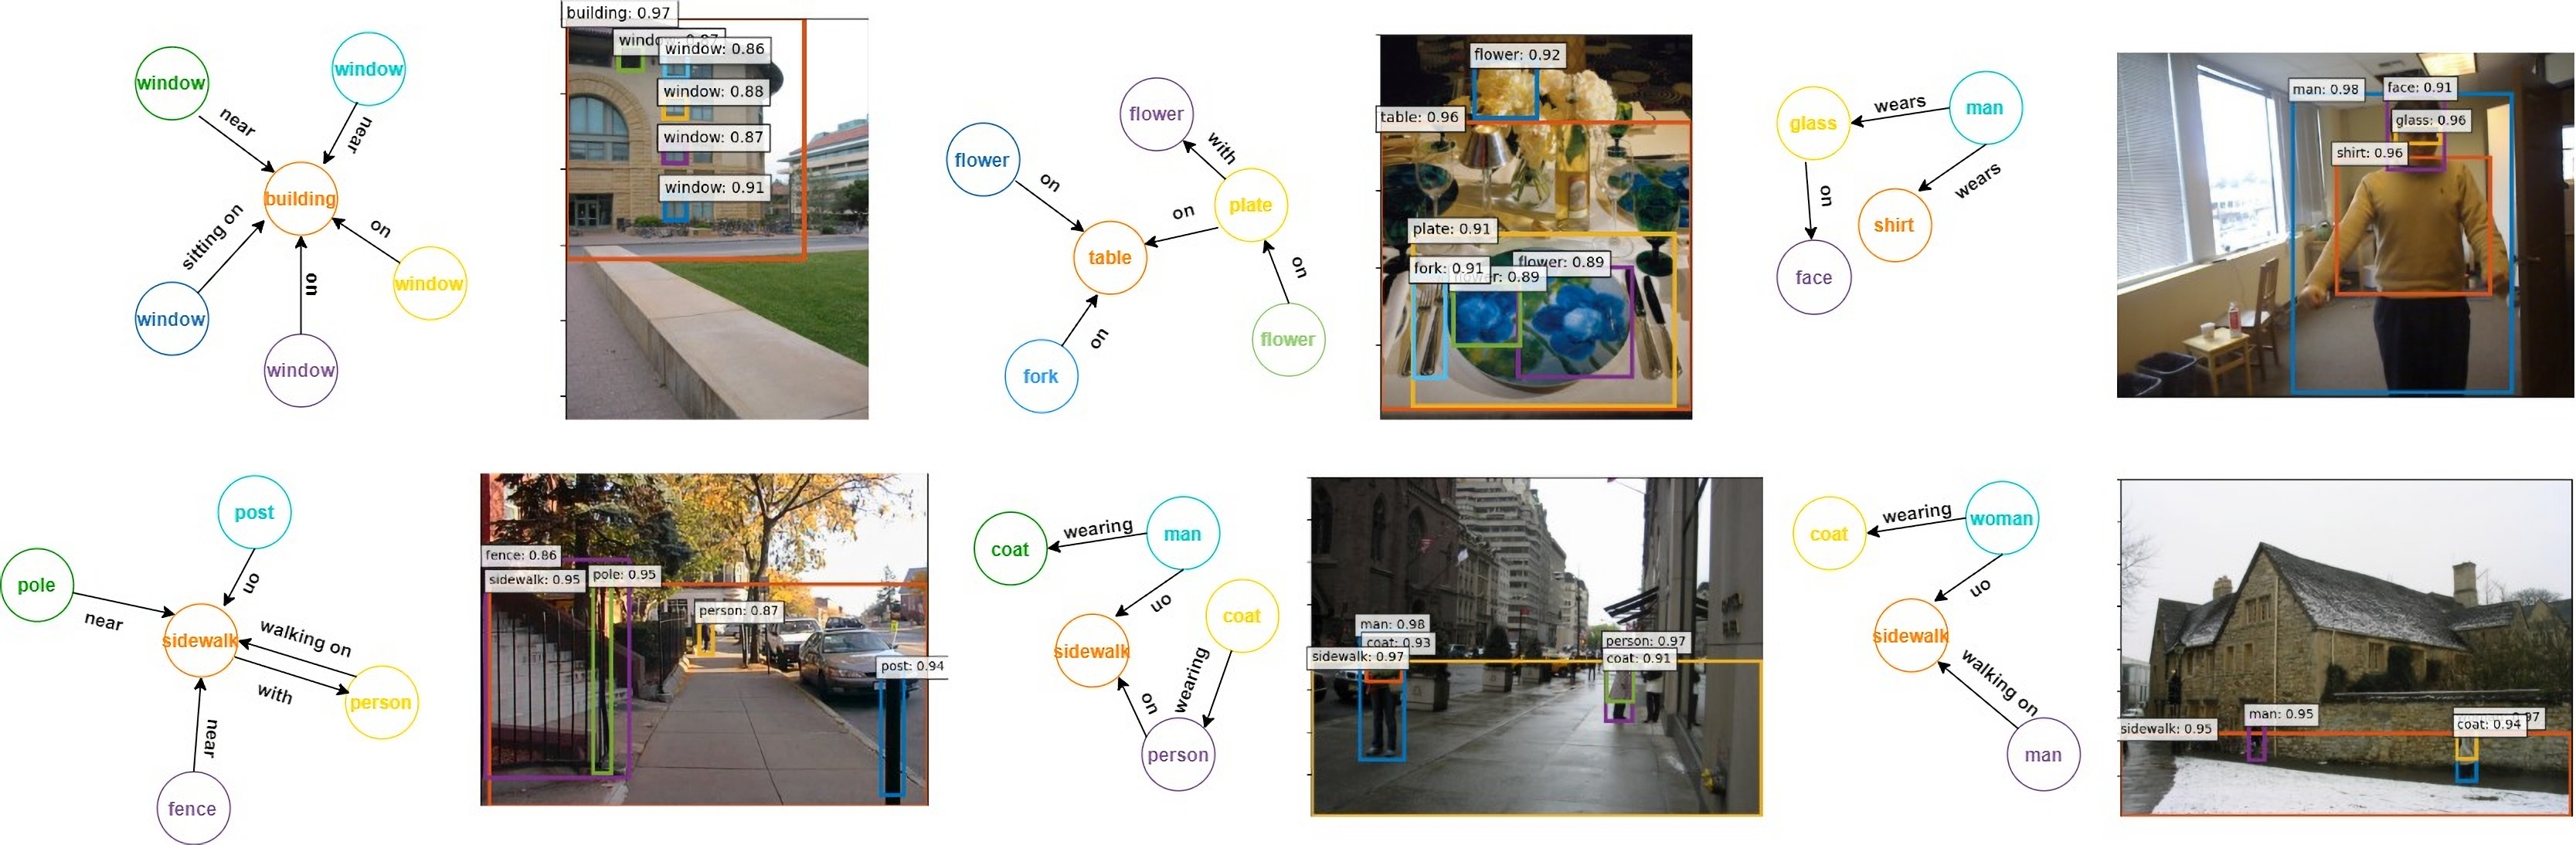 window
window
near
near
building
sitting on
on
on
window
window
window
building: 0.97
window: 0.87
window: 0.86
window: 0.88
window: 0.87
window: 0.91
flower
flower
with
on
plate
on
table
on
on
fork
flower
flower: 0.92
table: 0.96
plate: 0.91
fork: 0.91
flower: 0.89
flower: 0.89
glass
wears
man
on
shirt
wears
face
man: 0.98
face: 0.91
glass: 0.96
shirt: 0.96
post
pole
on
near
sidewalk
walking on
with
person
near
fence
fence: 0.86
sidewalk: 0.95
pole: 0.95
person: 0.87
post: 0.94
coat
wearing
man
on
coat
sidewalk
wearing
on
person
man: 0.98
coat: 0.93
sidewalk: 0.97
person: 0.97
coat: 0.91
coat
wearing
woman
on
sidewalk
walking on
man
sidewalk: 0.95
man: 0.95
coat: 0.94